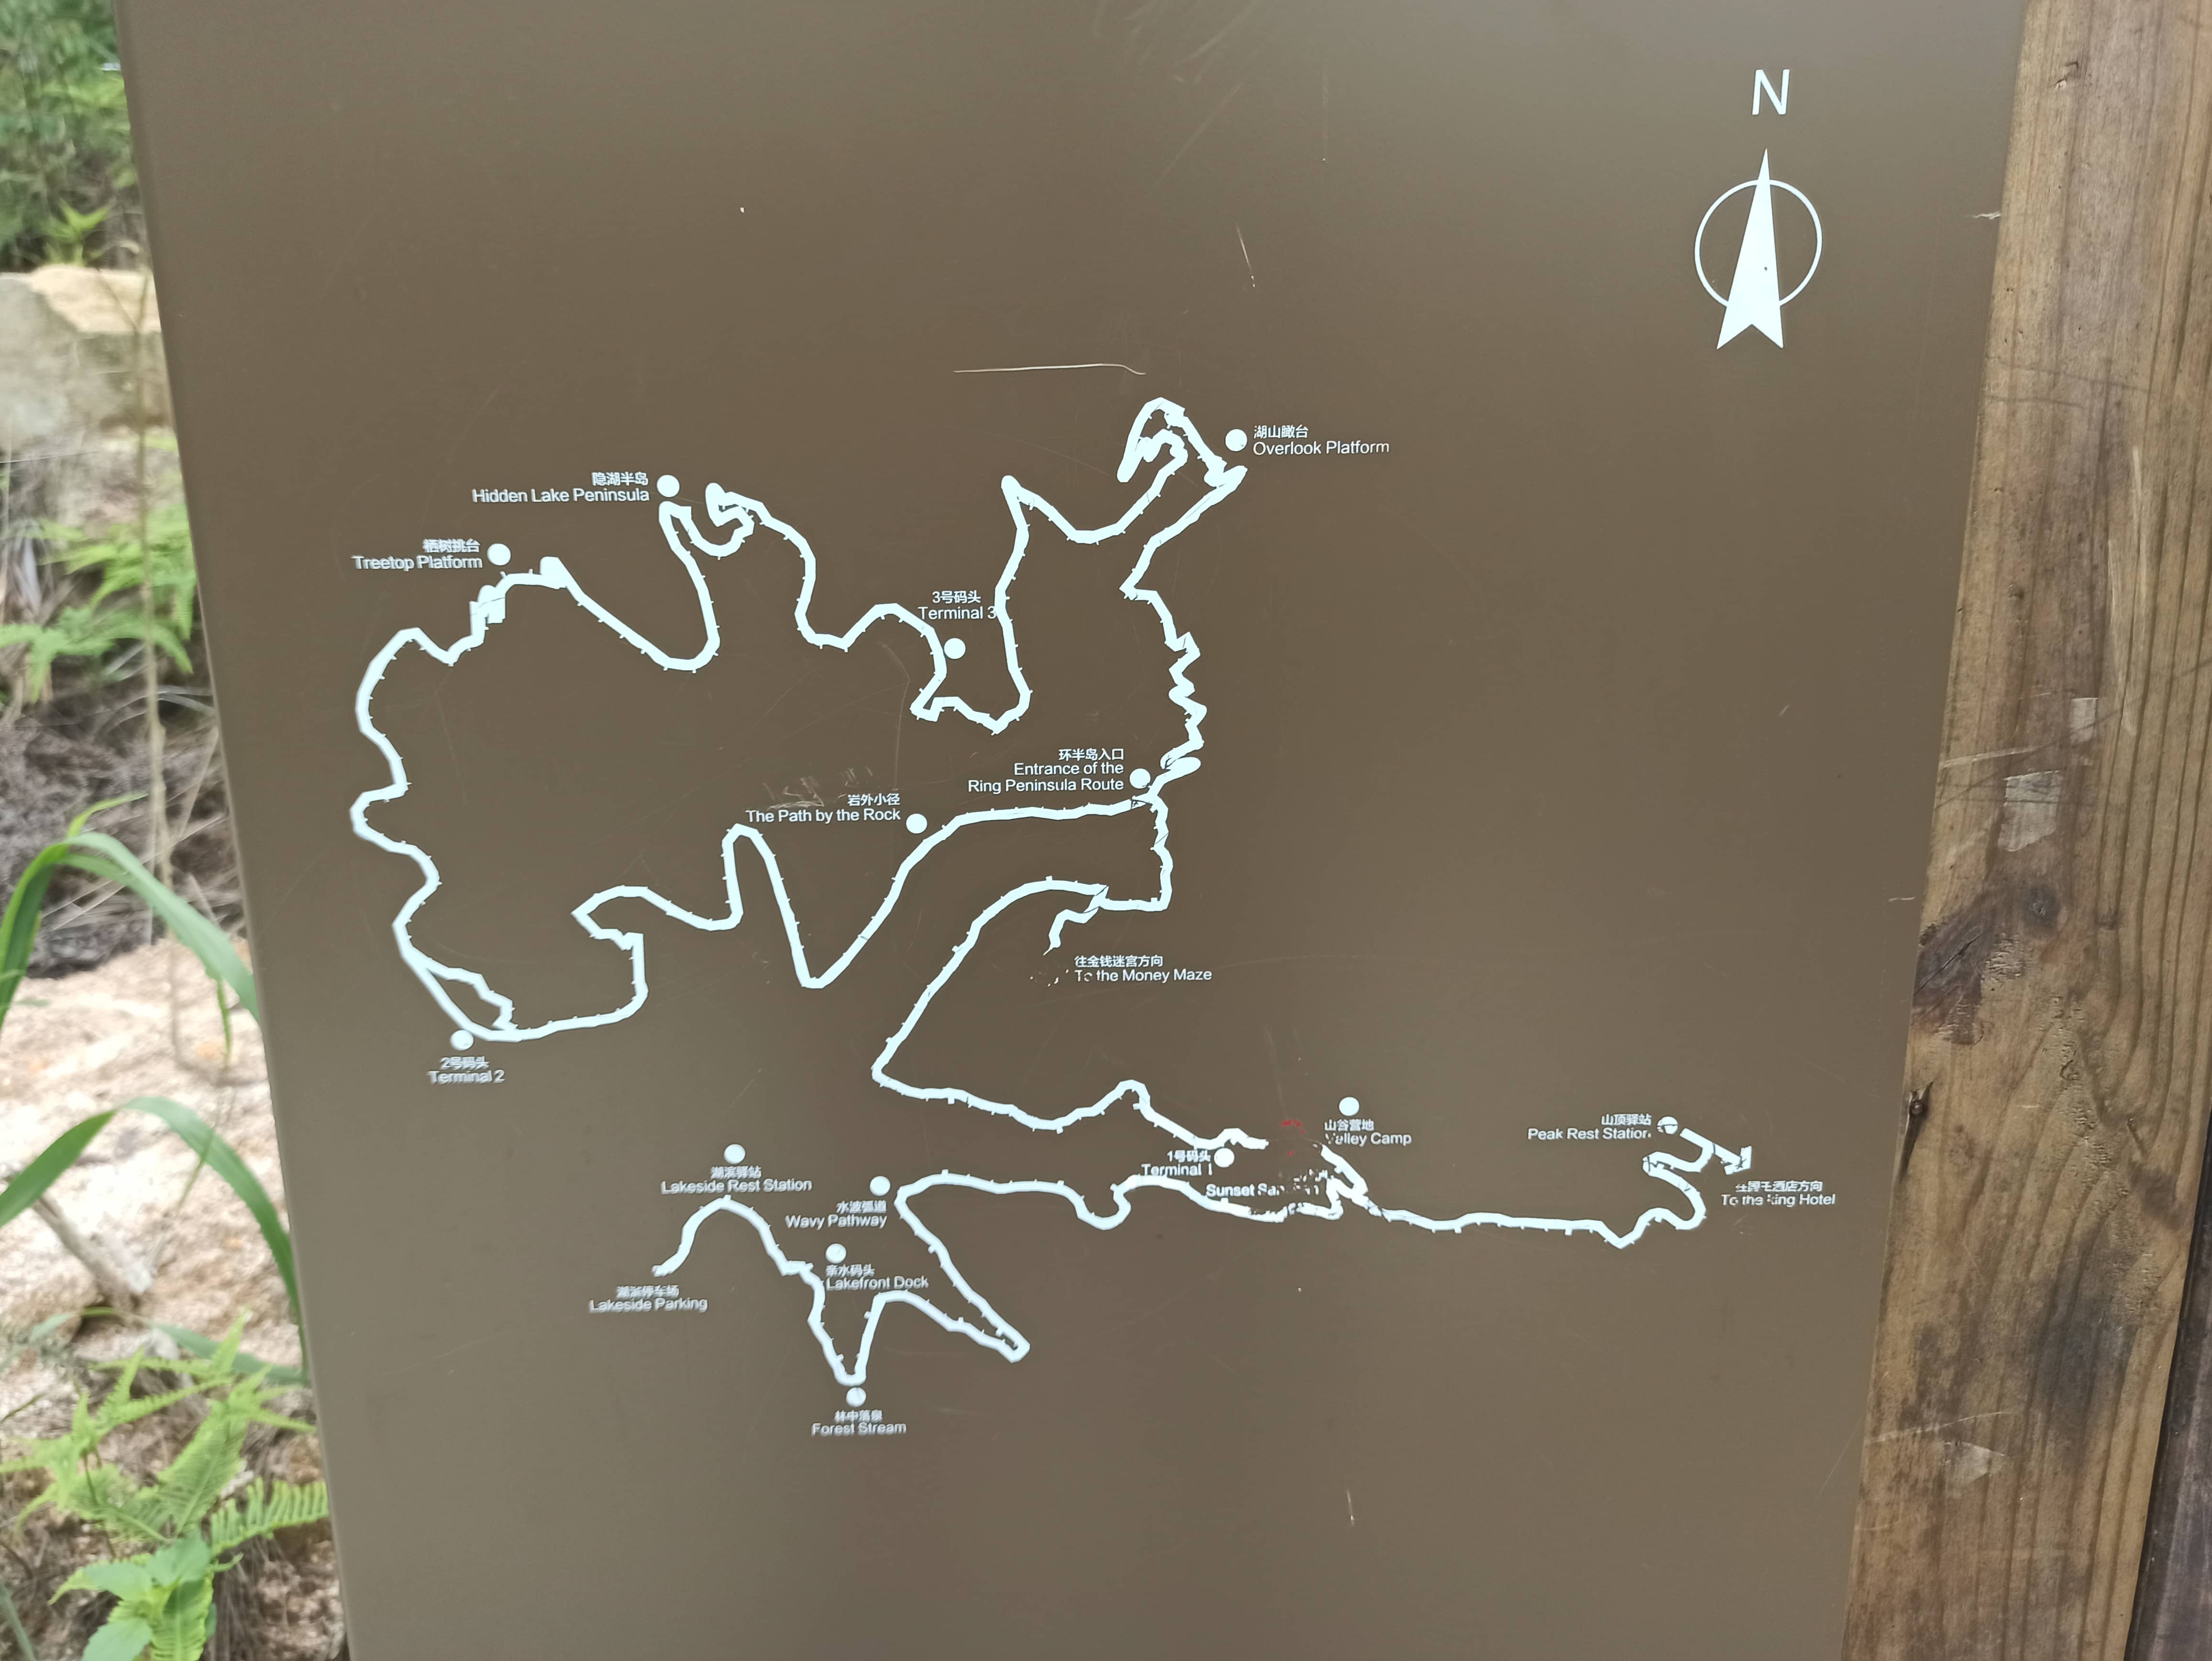 N
湖山瞰台
Overlook Platform
隐湖半岛
Hidden Lake Peninsula
栖树挑台
Treetop Platform
3号码头
Terminal 3
环半岛入口
Entrance of the
Ring Peninsula Route
岩外小径
The Path by the Rock
往金钱迷宫方向
To the Money Maze
2号码头
Terminal 2
山谷营地
Valley Camp
山顶驿站
Peak Rest Station
1号码头
Terminal 1
Sunset
湖滨驿站
Lakeside Rest Station
水波弧道
Wavy Pathway
酒店方向
To the King Hotel
亲水码头
Lakefront Dock
湖滨停车场
Lakeside Parking
林中落泉
Forest Stream